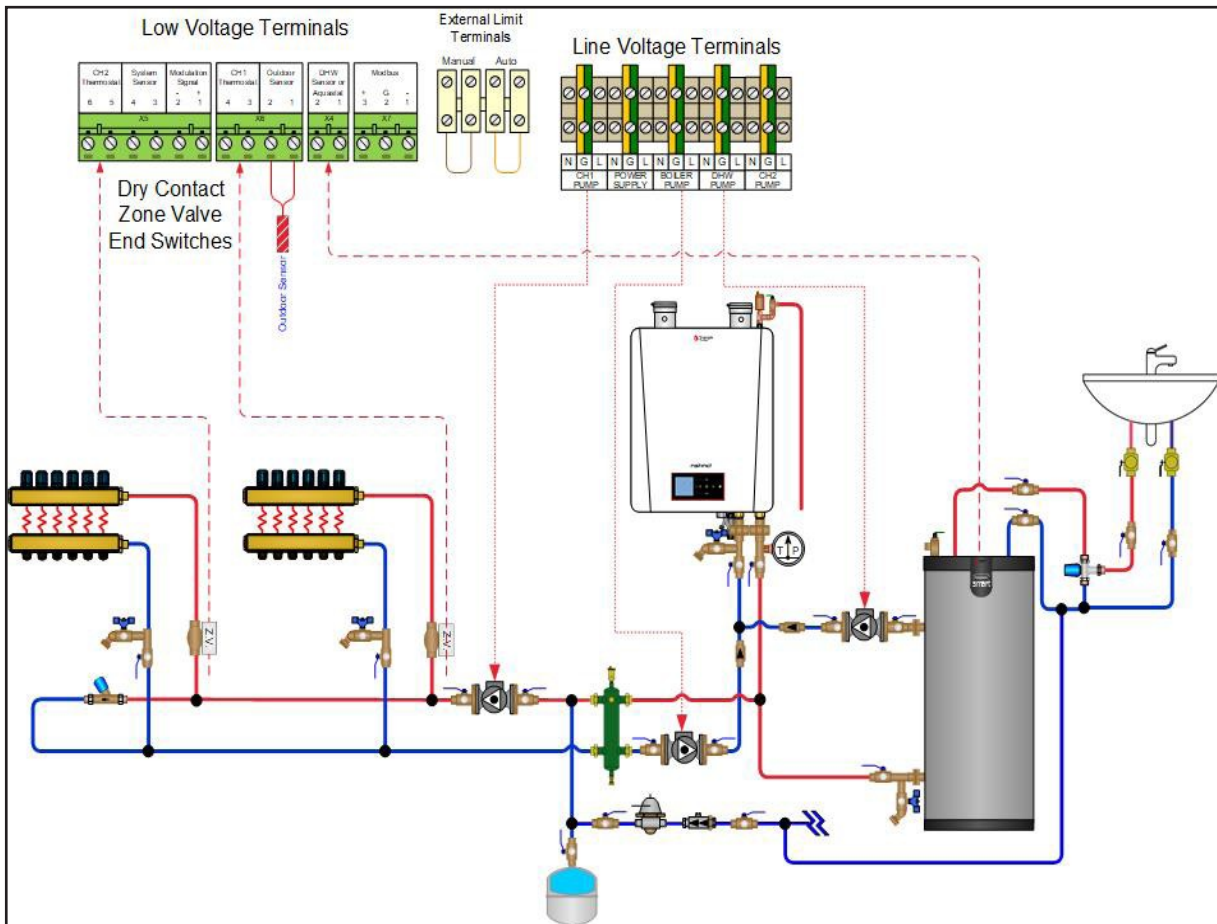 Low Voltage Terminals
External Limit
Terminals
Line Voltage Terminals
Manual Auto
CH2
Thermostat
6 5
System
Sensor
4 3
Modulation
Signal
- +
2 1
X5
CH1
Thermostat
4 3
Outdoor
Sensor
2 1
X6
DHW
Sensor or
Aquastat
2 1
X4
Modbus
+ G -
3 2 1
X7
N G L N G L N G L N G L N G L
CH1
PUMP
POWER
SUPPLY
BOILER
PUMP
DHW
PUMP
CH2
PUMP
Dry Contact
Zone Valve
End Switches
Outdoor Sensor
Z.V.
Z.V.
T P
SMART